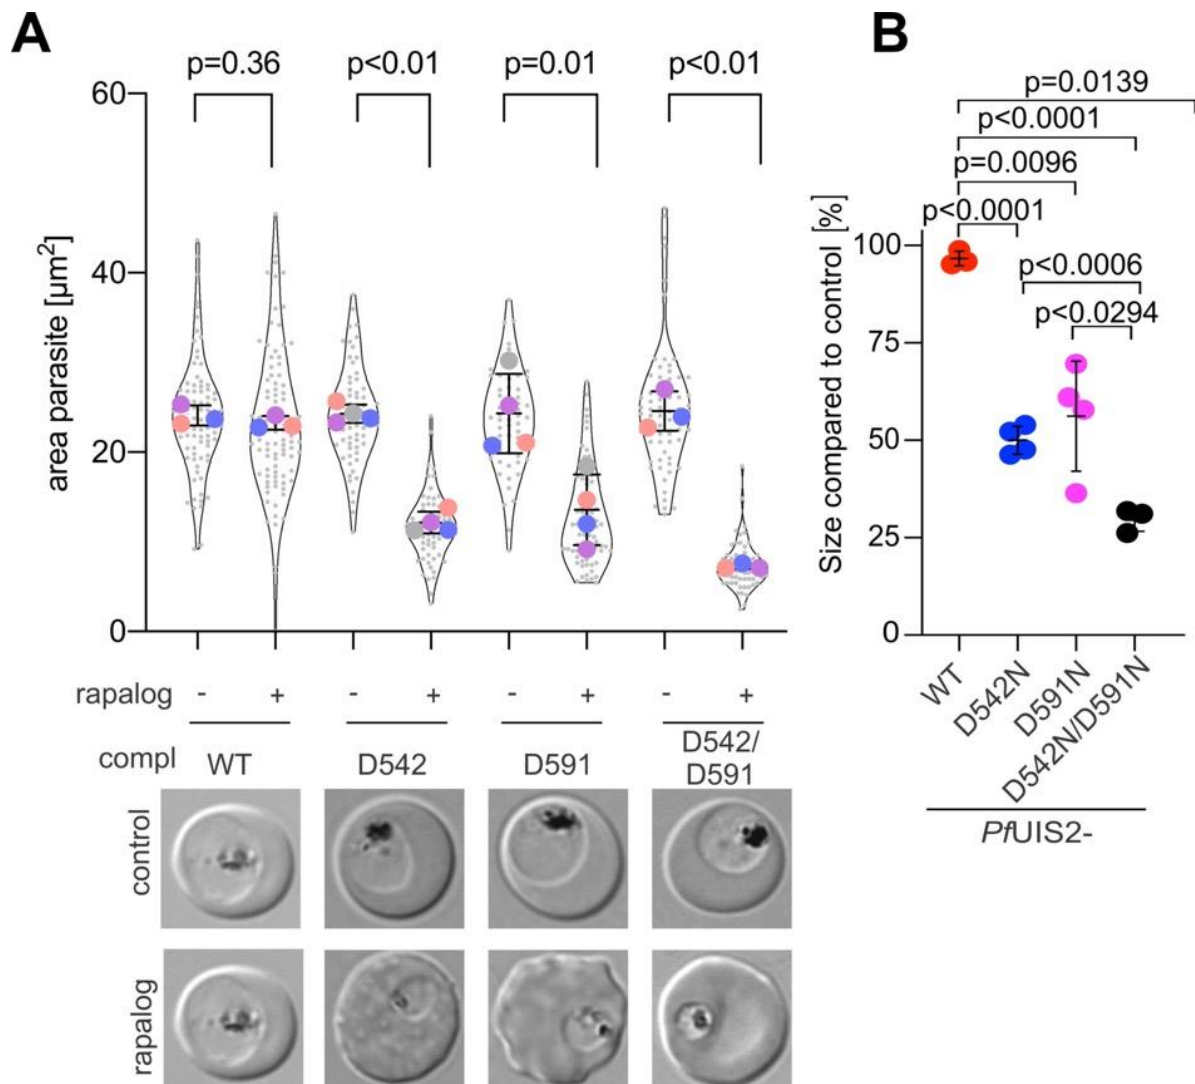 A
p=0.36 p<0.01 p=0.01 p<0.01
60
40
20
0
area parasite [µm²]
rapalog - + - + - + - +
compl WT D542 D591 D542/
D591
control
rapalog
B
p=0.0139
p<0.0001
p=0.0096
p<0.0001
p<0.0006
p<0.0294
100
75
50
25
0
Size compared to control [%]
WT
D542N
D591N
D542N/D591N
PfUIS2-